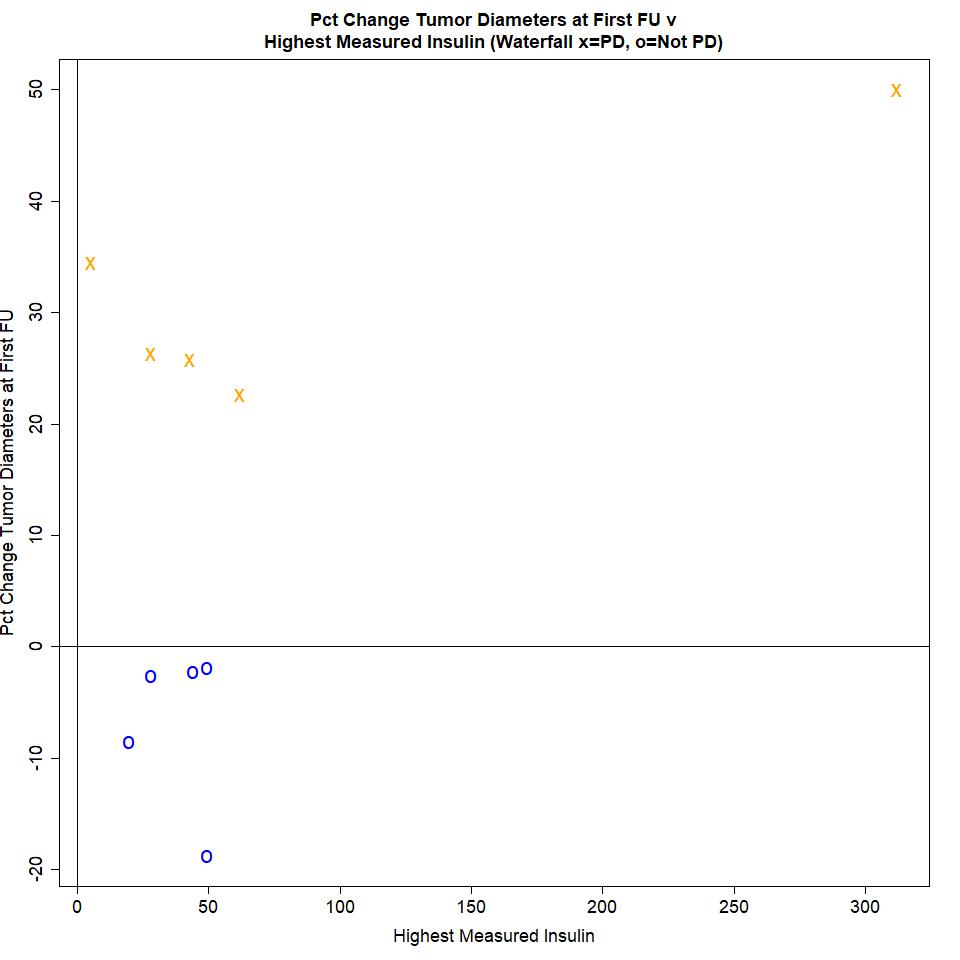 Pct Change Tumor Diameters at First FU v
Highest Measured Insulin (Waterfall x=PD, o=Not PD)
Pct Change Tumor Diameters at First FU
50
40
30
20
10
0
-10
-20
X
X
X
X
X
O
O
O
O
O
0 50 100 150 200 250 300
Highest Measured Insulin